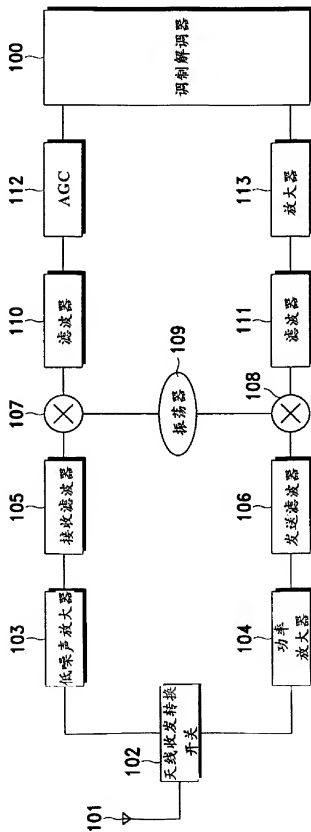 101
102
天线收发转换
开关
103
低噪声放大器
105
接收滤波器
107
110
滤波器
112
AGC
100
调制解调器
109
振荡器
104
功率
放大器
106
发送滤波器
108
111
滤波器
113
放大器